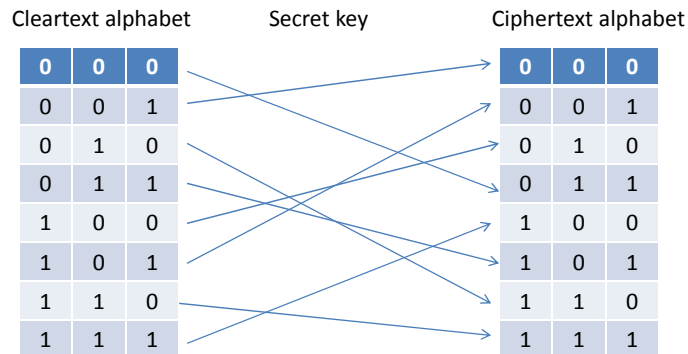 Cleartext alphabet Secret key Ciphertext alphabet
0 0 0 0 0 0
0 0 1 0 0 1
0 1 0 0 1 0
0 1 1 0 1 1
1 0 0 1 0 0
1 0 1 1 0 1
1 1 0 1 1 0
1 1 1 1 1 1